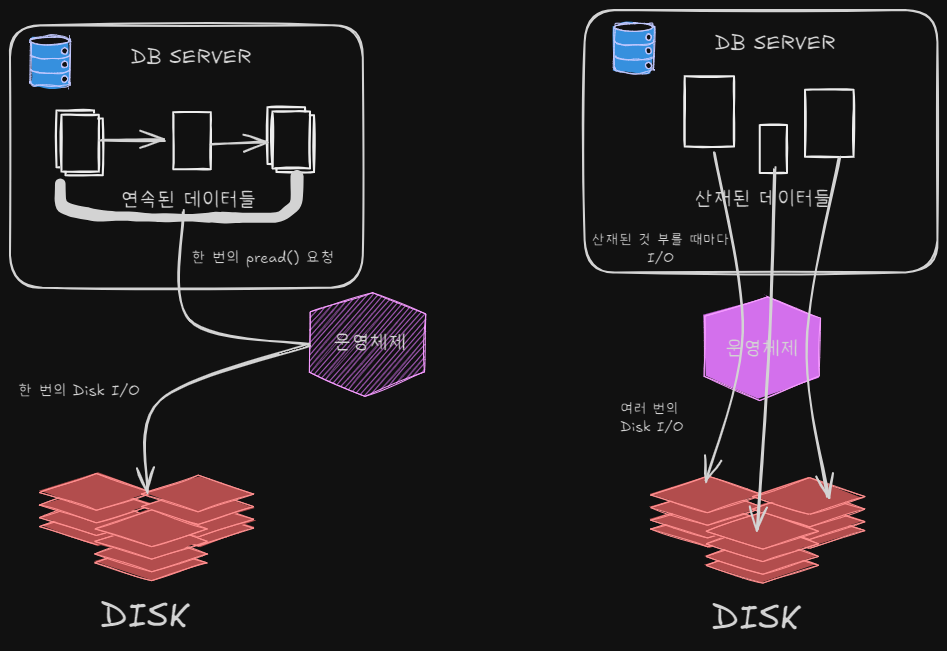 DB SERVER
연속된 데이터들
한 번의 pread() 요청
운영체제
한 번의 Disk I/O
DISK
DB SERVER
산재된 데이터들
산재된 것 부를 때마다
I/O
운영체제
여러 번의
Disk I/O
DISK